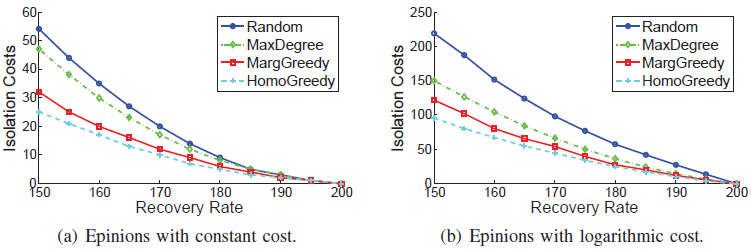 60
50
40
30
20
10
0
150
160
170
180
190
200
Isolation Costs
Recovery Rate
Random
MaxDegree
MargGreedy
HomoGreedy
(a) Epinions with constant cost.
250
200
150
100
50
0
150
160
170
180
190
200
Isolation Costs
Recovery Rate
Random
MaxDegree
MargGreedy
HomoGreedy
(b) Epinions with logarithmic cost.